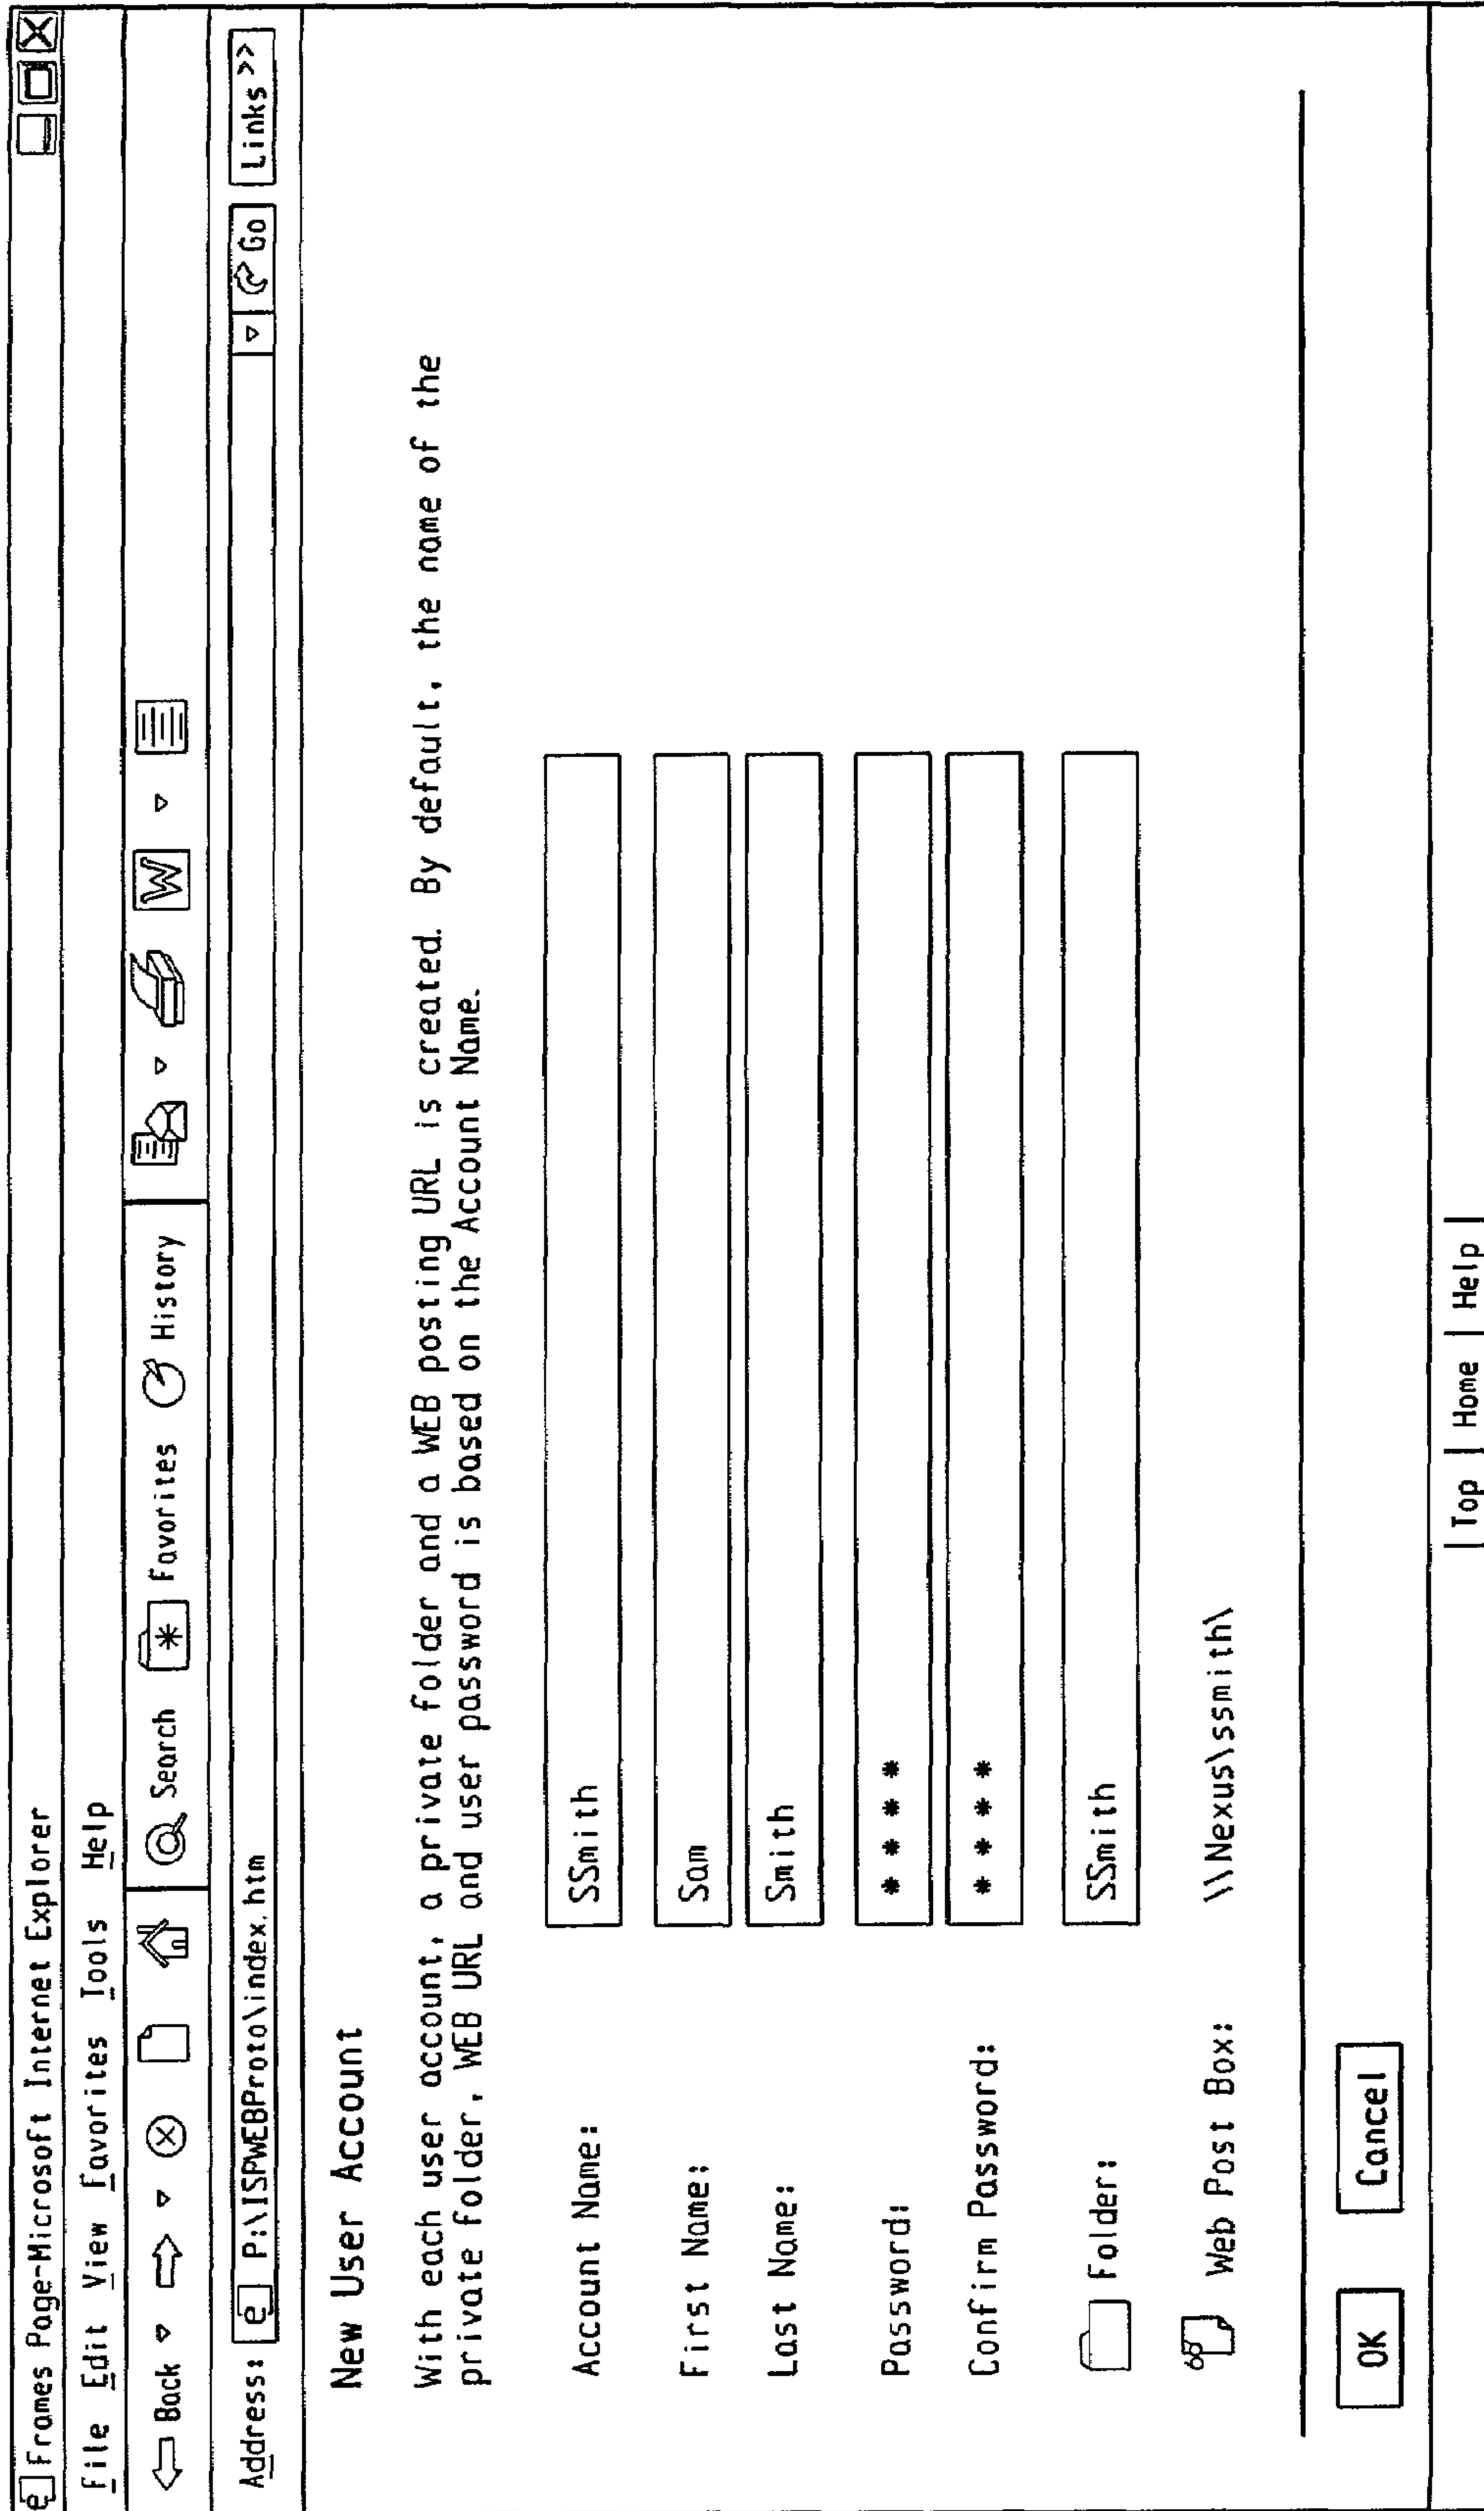 Frames Page-Microsoft Internet Explorer
File Edit View Favorites Tools Help
Back Search Favorites History W
Address: e P:\ISPWEBProto\index.htm Go Links >>
New User Account
With each user account, a private folder and a WEB posting URL is created. By default, the name of the
private folder, WEB URL and user password is based on the Account Name.
Account Name: SSmith
First Name: Sam
Last Name: Smith
Password: * * * *
Confirm Password: * * * *
Folder: SSmith
Web Post Box: \\Nexus\ssmith\
OK Cancel
| Top | Home | Help |